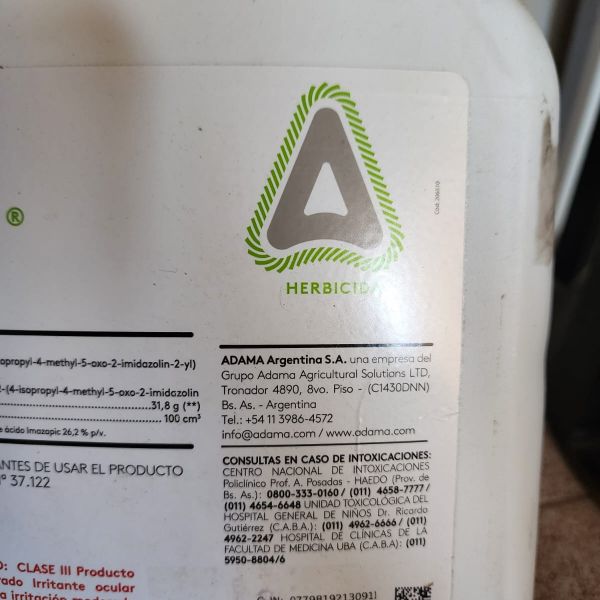 ®
HERBICIDA
Cód. 206510
opropyl-4-methyl-5-oxo-2-imidazolin-2-yl)
-(4-isopropyl-4-methyl-5-oxo-2-imidazolin
31,8 g (**)
100 cm³
e ácido Imazapic 26,2 % p/v.
ANTES DE USAR EL PRODUCTO
N° 37.122
O: CLASE III Producto
rado Irritante ocular
a irritación
ADAMA Argentina S.A. una empresa del
Grupo Adama Agricultural Solutions LTD,
Tronador 4890, 8vo. Piso - (C1430DNN)
Bs. As. - Argentina
Tel.: +54 11 3986-4572
info@adama.com / www.adama.com
CONSULTAS EN CASO DE INTOXICACIONES:
CENTRO NACIONAL DE INTOXICACIONES
Policlínico Prof. A. Posadas - HAEDO (Prov. de
Bs. As.): 0800-333-0160 / (011) 4658-7777 /
(011) 4654-6648 UNIDAD TOXICOLÓGICA DEL
HOSPITAL GENERAL DE NIÑOS Dr. Ricardo
Gutiérrez (C.A.B.A.): (011) 4962-6666 / (011)
4962-2247 HOSPITAL DE CLÍNICAS DE LA
FACULTAD DE MEDICINA UBA (C.A.B.A): (011)
5950-8804/6